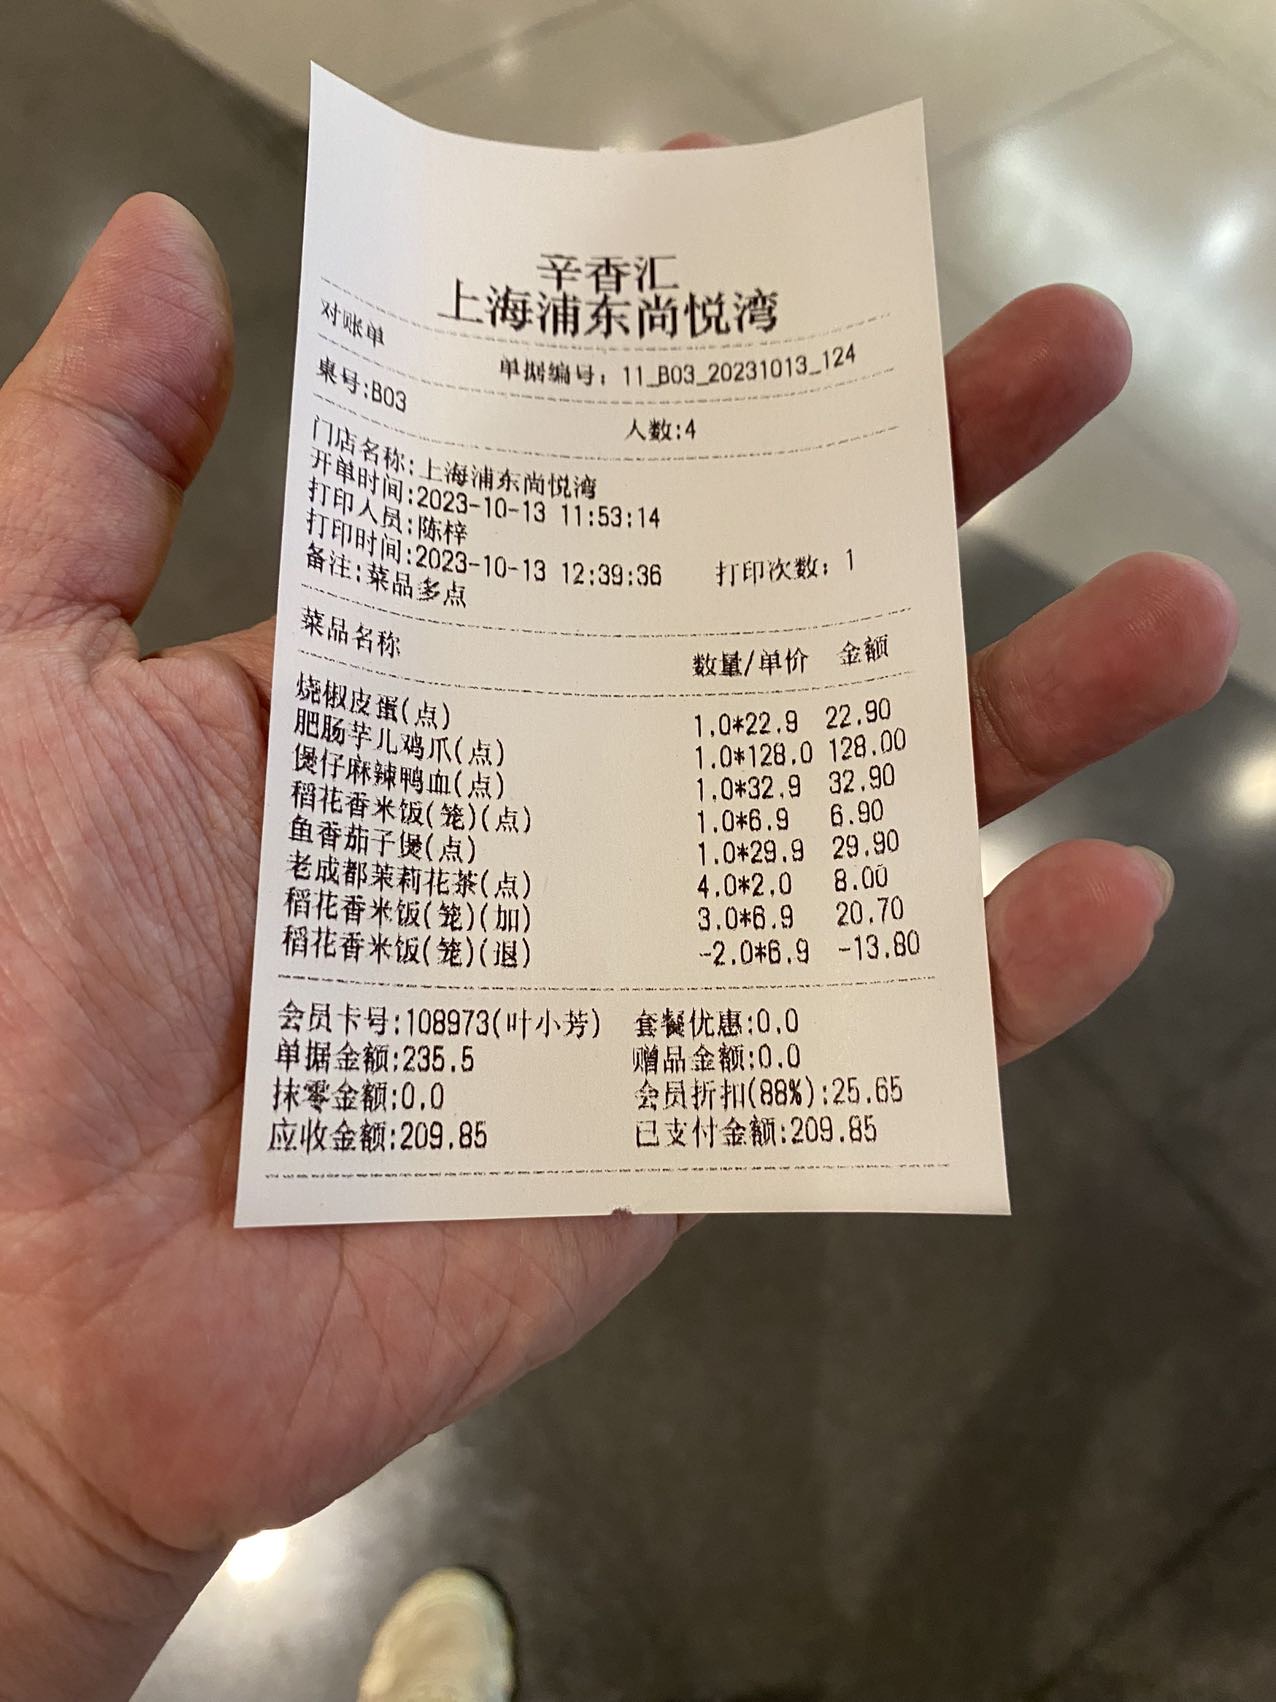 辛香汇
上海浦东尚悦湾
对账单
单据编号：11_B03_20231013_124
桌号:B03
人数:4
门店名称:上海浦东尚悦湾
开单时间:2023-10-13 11:53:14
打印人员:陈梓
打印时间:2023-10-13 12:39:36 打印次数：1
备注:菜品多点
菜品名称 数量/单价 金额
烧椒皮蛋(点) 1.0*22.9 22.90
肥肠芋儿鸡爪(点) 1.0*128.0 128.00
煲仔麻辣鸭血(点) 1.0*32.9 32.90
稻花香米饭(笼)(点) 1.0*6.9 6.90
鱼香茄子煲(点) 1.0*29.9 29.90
老成都茉莉花茶(点) 4.0*2.0 8.00
稻花香米饭(笼)(加) 3.0*6.9 20.70
稻花香米饭(笼)(退) -2.0*6.9 -13.80
会员卡号:108973(叶小芳) 套餐优惠:0.0
单据金额:235.5 赠品金额:0.0
抹零金额:0.0 会员折扣(88%):25.65
应收金额:209.85 已支付金额:209.85